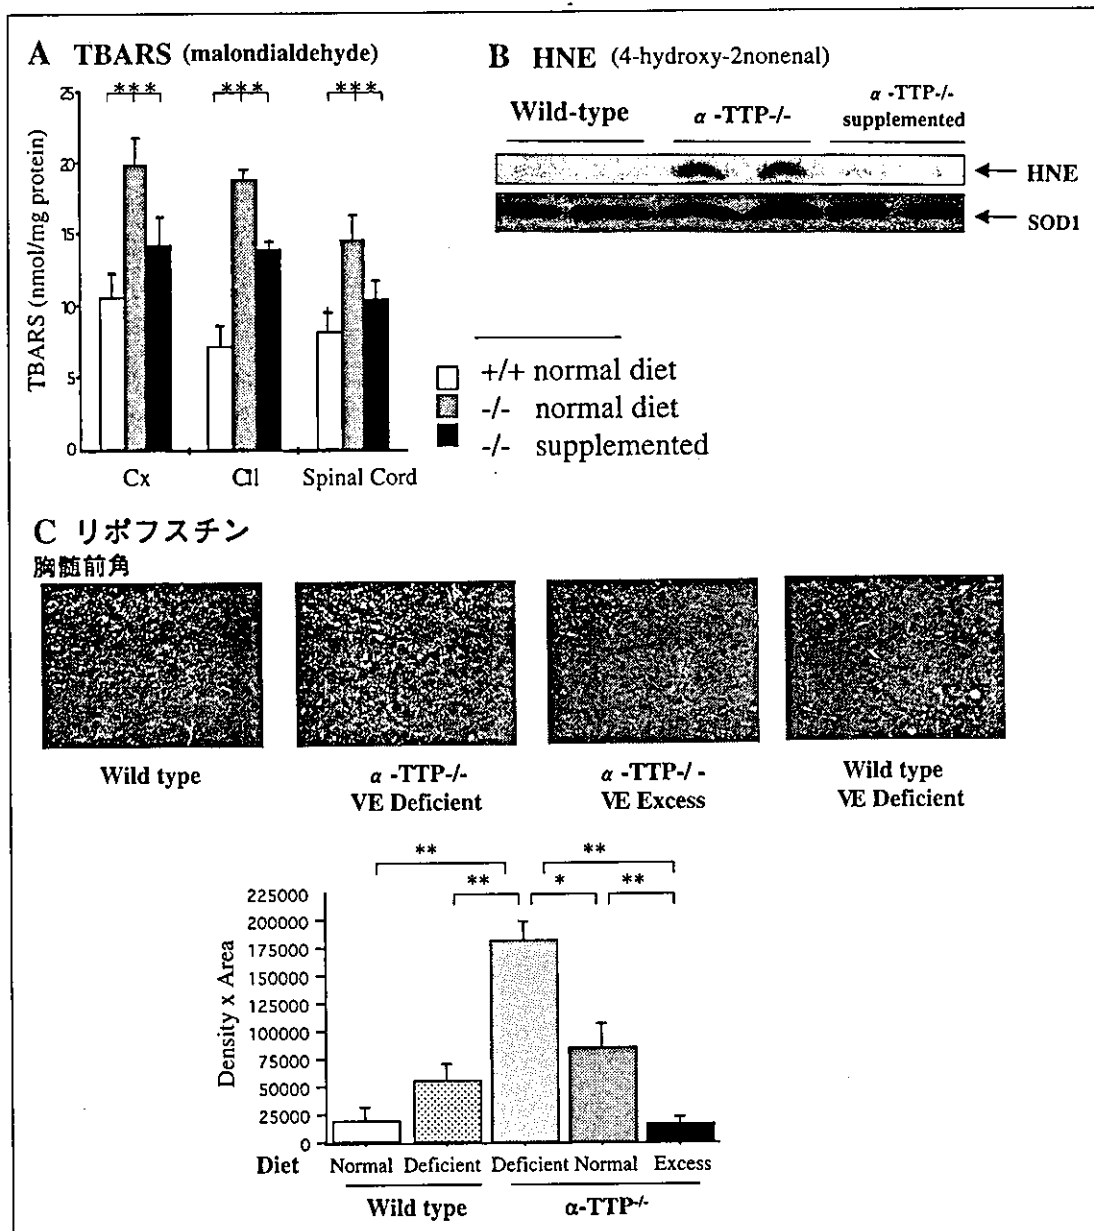 A TBARS (malondialdehyde)
TBARS (nmol/mg protein)
25
20
15
10
5
0
***
***
***
Cx
Cll
Spinal Cord
B HNE (4-hydroxy-2nonenal)
Wild-type
α -TTP-/-
α -TTP-/-
supplemented
HNE
SOD1
+/+ normal diet
-/- normal diet
-/- supplemented
C リポフスチン
胸髄前角
Wild type
α -TTP-/-
VE Deficient
α -TTP-/-
VE Excess
Wild type
VE Deficient
**
**
**
*
**
Density x Area
225000
200000
175000
150000
125000
100000
75000
50000
25000
0
Diet
Normal
Deficient
Deficient
Normal
Excess
Wild type
α-TTP-/-